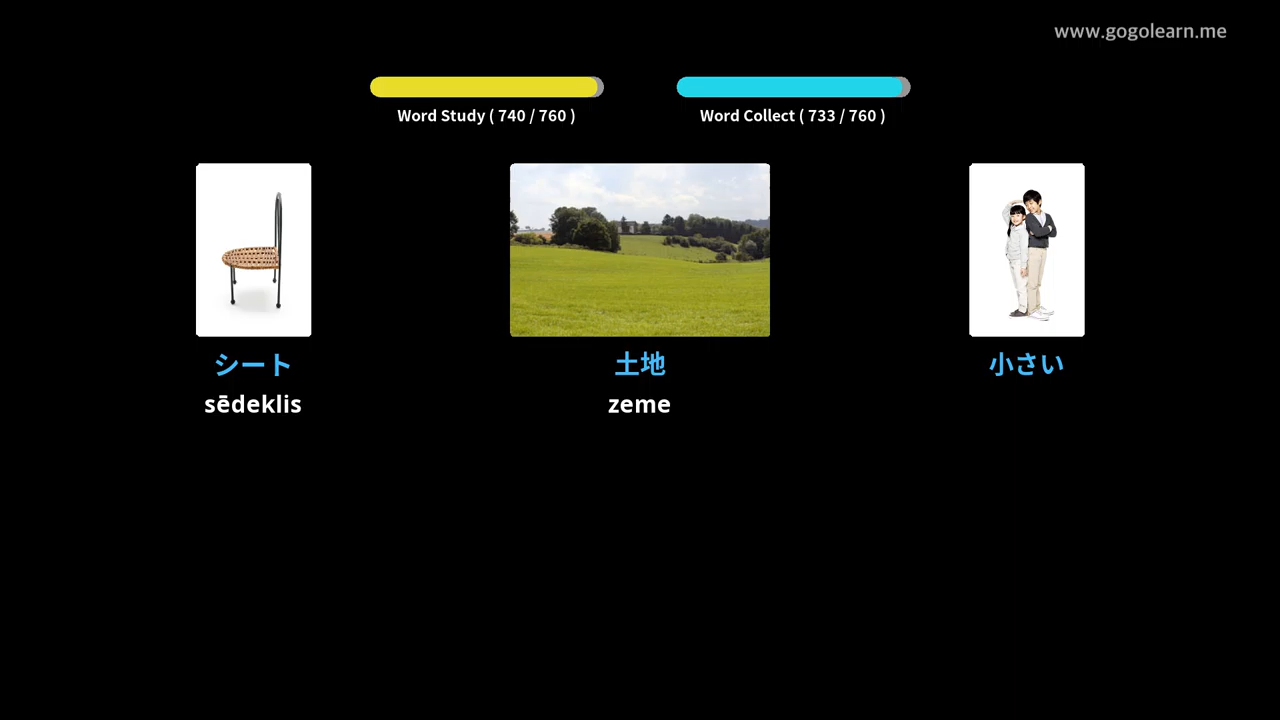 www.gogolearn.me
Word Study ( 740 / 760 )
Word Collect ( 733 / 760 )
シート
土地
小さい
sēdeklis
zeme